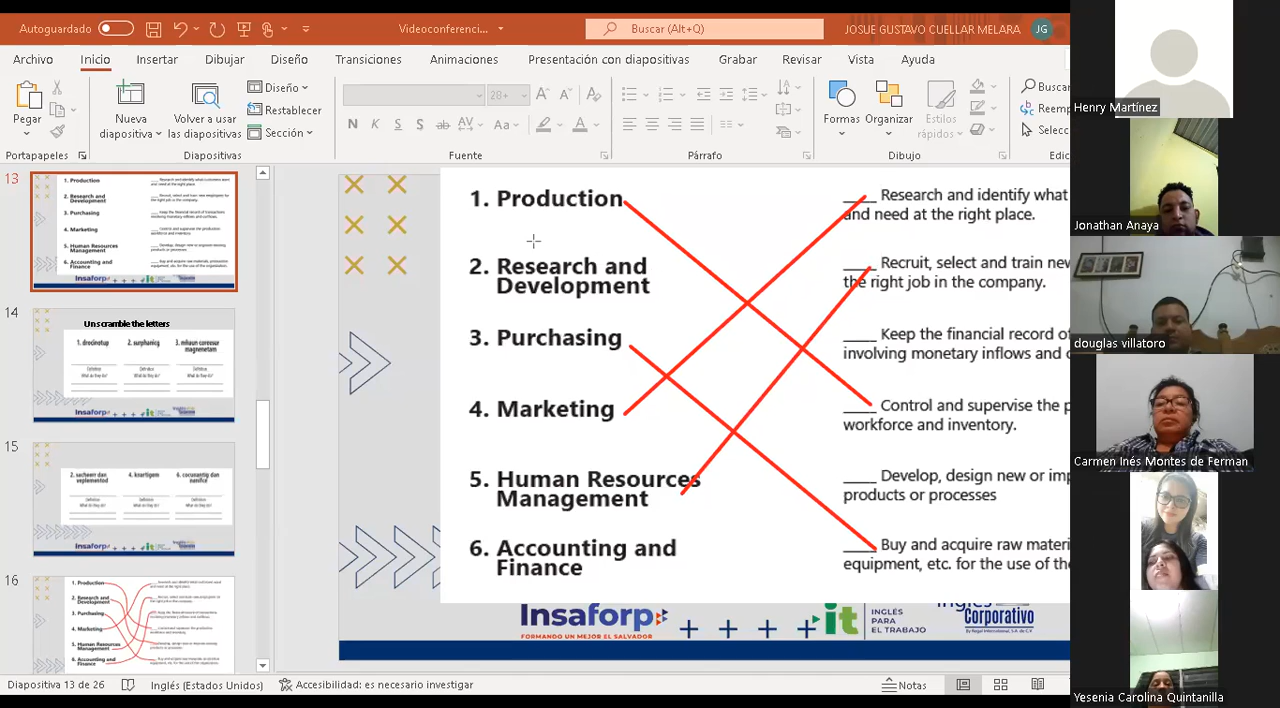 Autoguardado
Videoconferenci...
Buscar (Alt+Q)
JOSUE GUSTAVO CUELLAR MELARA
JG
Archivo Inicio Insertar Dibujar Diseño Transiciones Animaciones Presentación con diapositivas Grabar Revisar Vista Ayuda
Pegar
Portapapeles
Nueva
diapositiva
Volver a usar
las diapositivas
Diseño
Restablecer
Sección
Diapositivas
28+
N K S S ab AV Aa A
Fuente
Párrafo
Formas
Organizar
Estilos
rápidos
Dibujo
Buscar
Reemp
Selecc
Edic
13
14
Unscramble the letters
15
16
1. Production
2. Research and
Development
3. Purchasing
4. Marketing
5. Human Resources
Management
6. Accounting and
Finance
____ Research and identify what
and need at the right place.
____ Recruit, select and train new
the right job in the company.
____ Keep the financial record of
involving monetary inflows and o
____ Control and supervise the p
workforce and inventory.
____ Develop, design new or imp
products or processes
____ Buy and acquire raw materi
equipment, etc. for the use of the
Insaforp
FORMANDO UN MEJOR EL SALVADOR
it
INGLÉS
PARA
EL TRABAJO
Inglés
Corporativo
Diapositiva 13 de 26
Inglés (Estados Unidos)
Accesibilidad: es necesario investigar
Notas
Henry Martínez
Jonathan Anaya
douglas villatoro
Carmen Inés Montes de Ferman
Yesenia Carolina Quintanilla